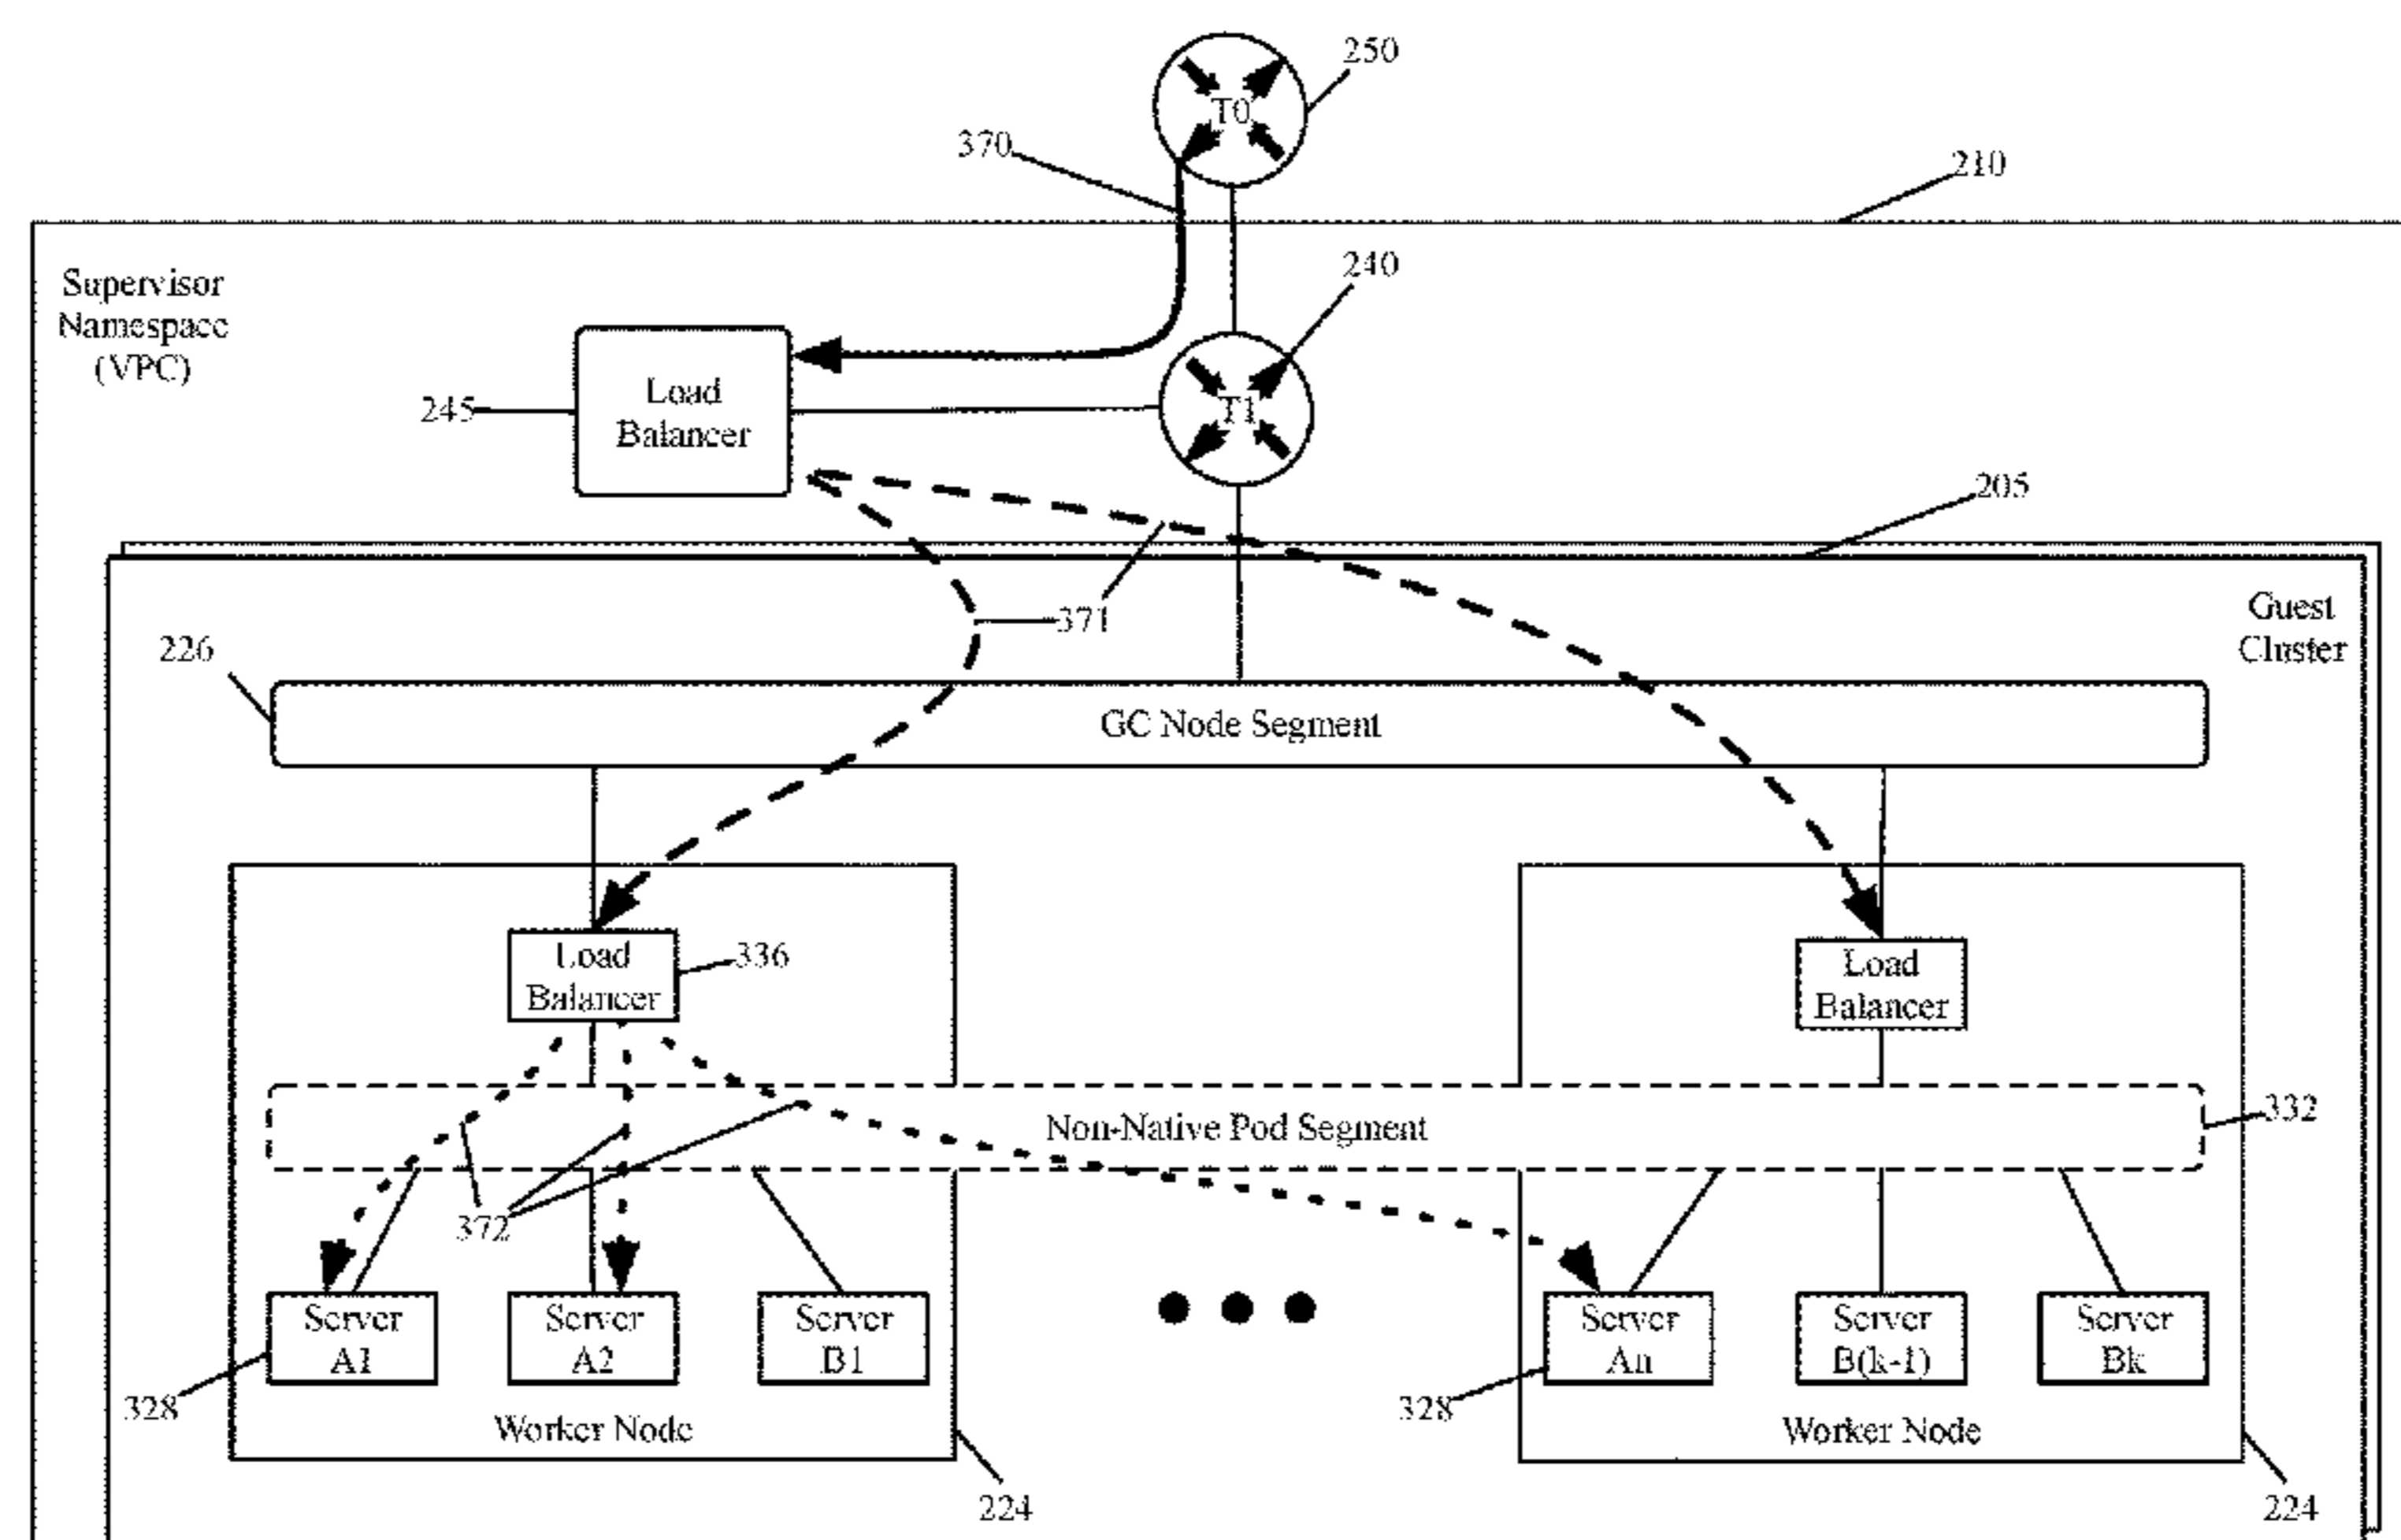 250
T0
370
210
Supervisor
Namespace
(VPC)
240
Load
Balancer
245
T1
205
371
Guest
Cluster
226
GC Node Segment
Load
Balancer
336
Load
Balancer
Non-Native Pod Segment
332
372
Server
A1
Server
A2
Server
B1
Server
An
Server
B(k-1)
Server
Bk
328
328
Worker Node
Worker Node
224
224